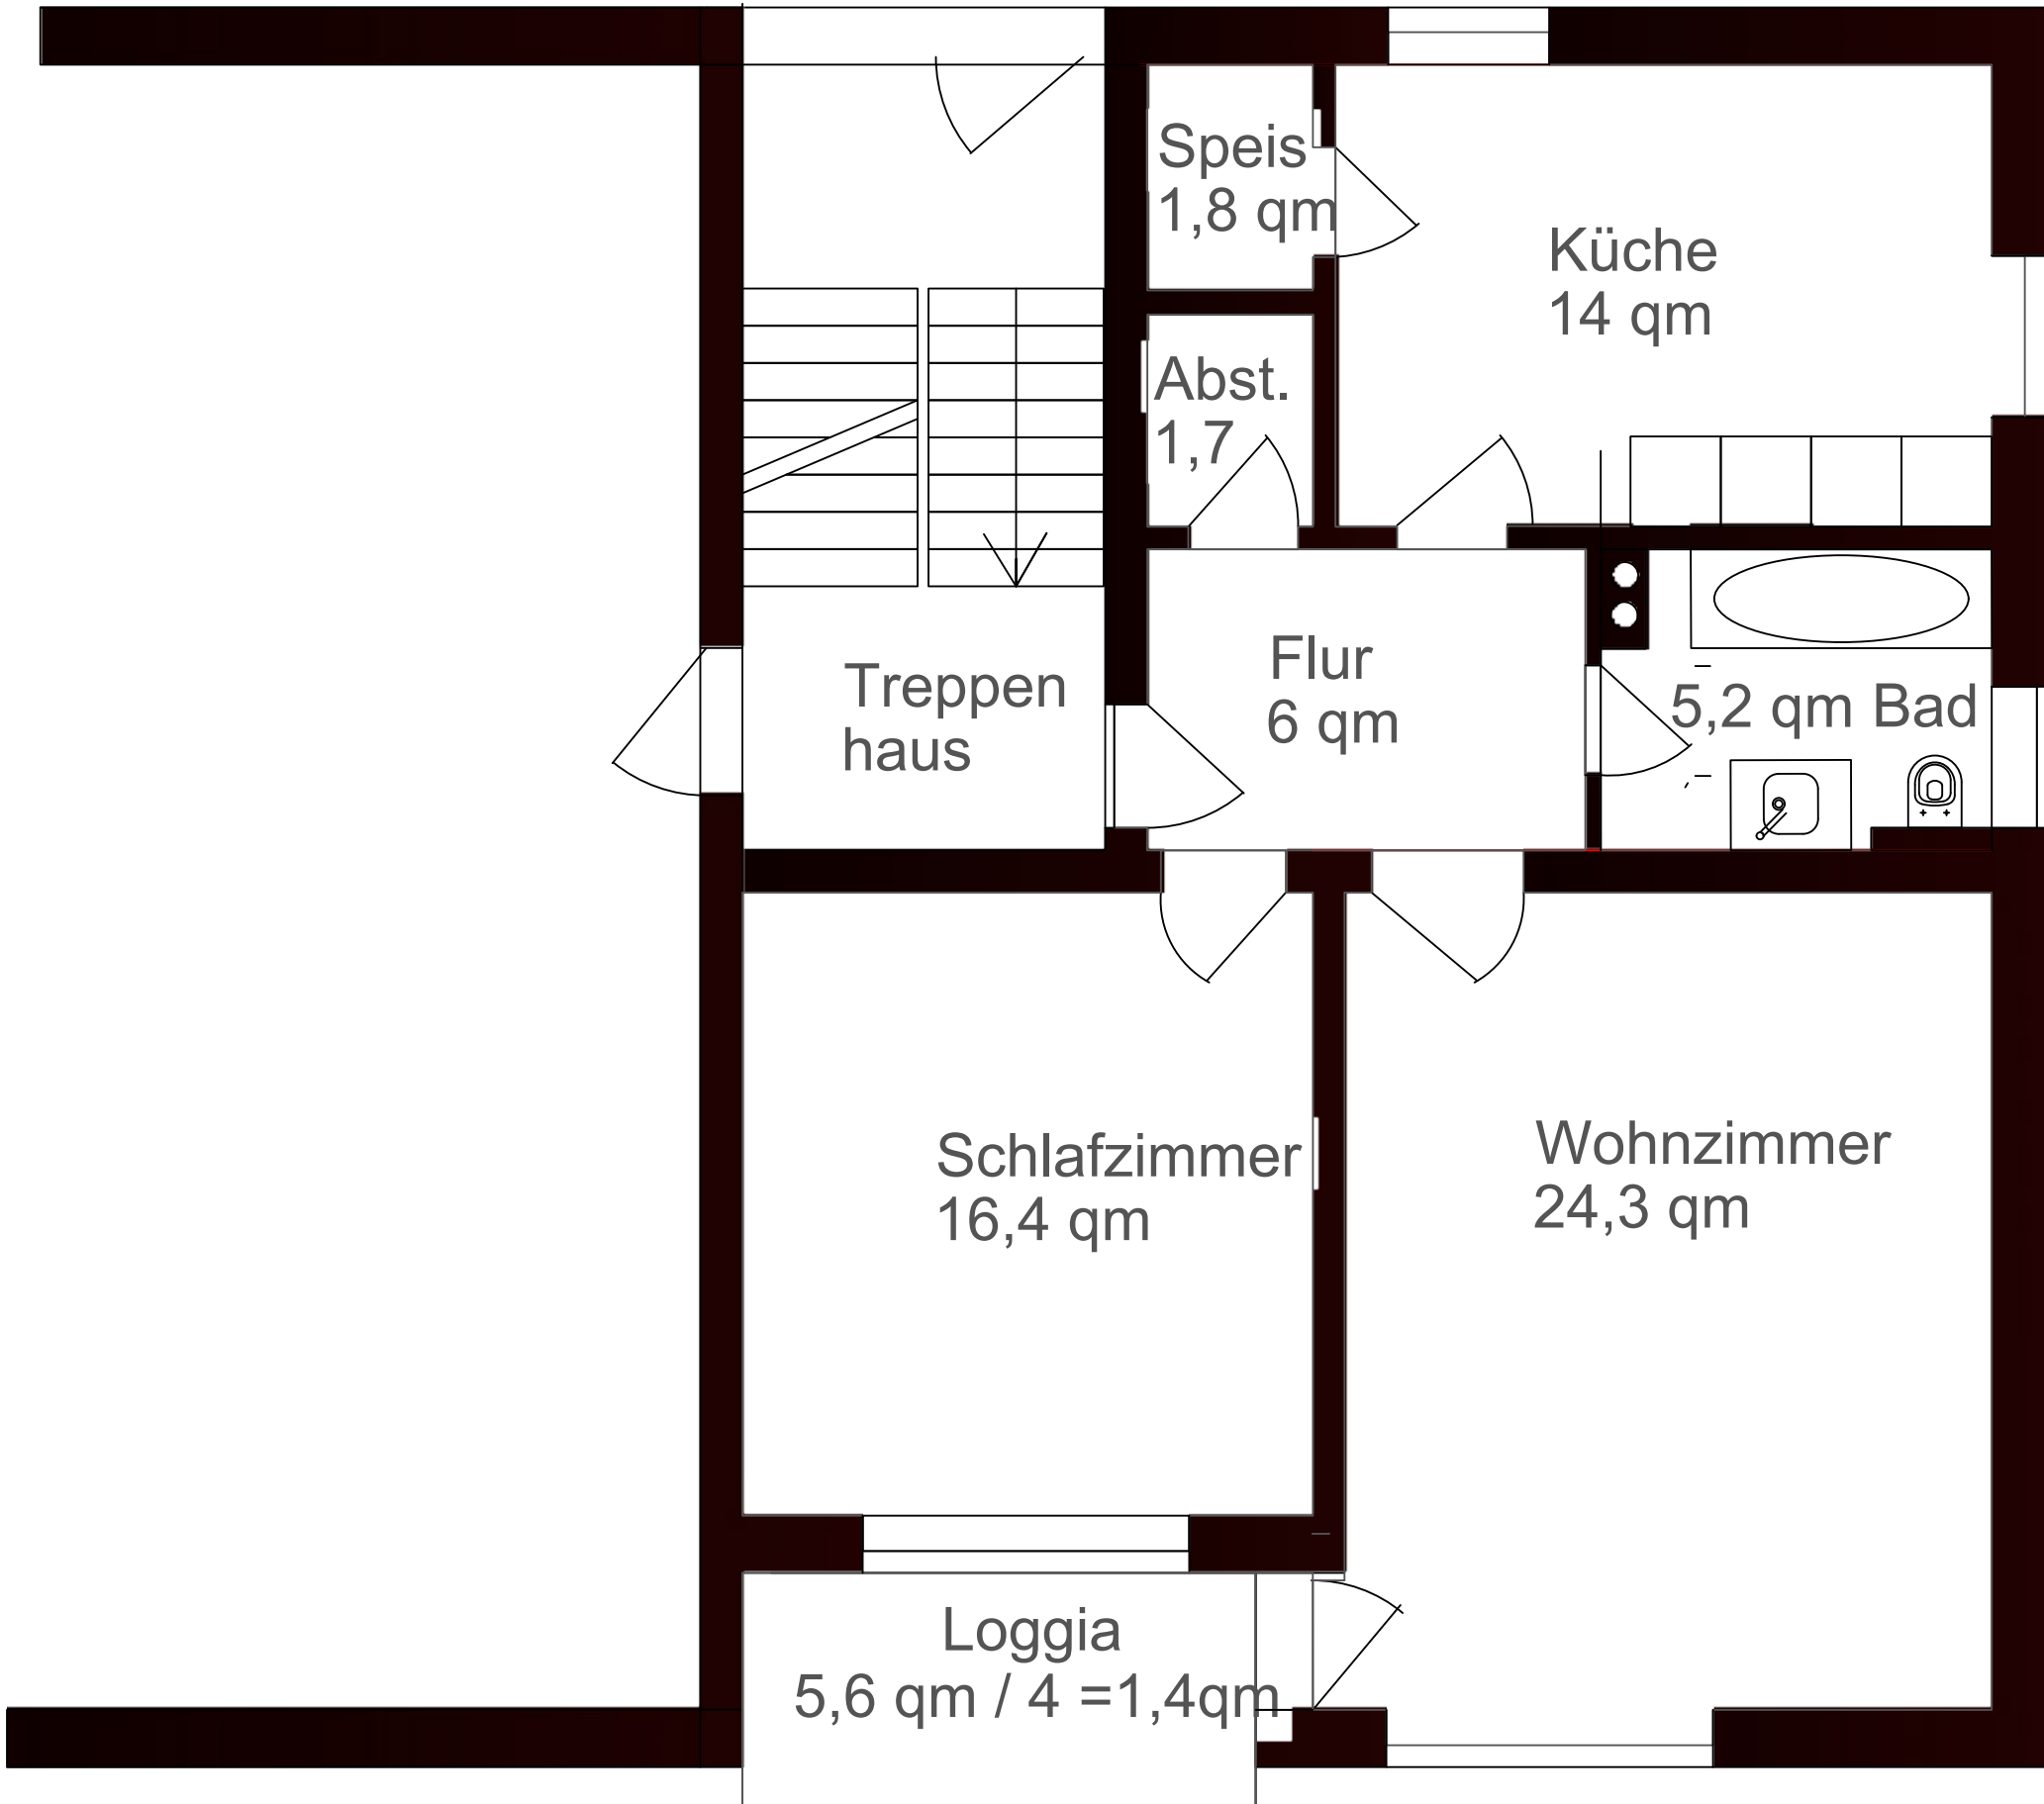 Speis
1,8 qm
Küche
14 qm
Abst.
1,7
Flur
6 qm
Treppen
haus
5,2 qm Bad
Schlafzimmer
16,4 qm
Wohnzimmer
24,3 qm
Loggia
5,6 qm / 4 =1,4qm